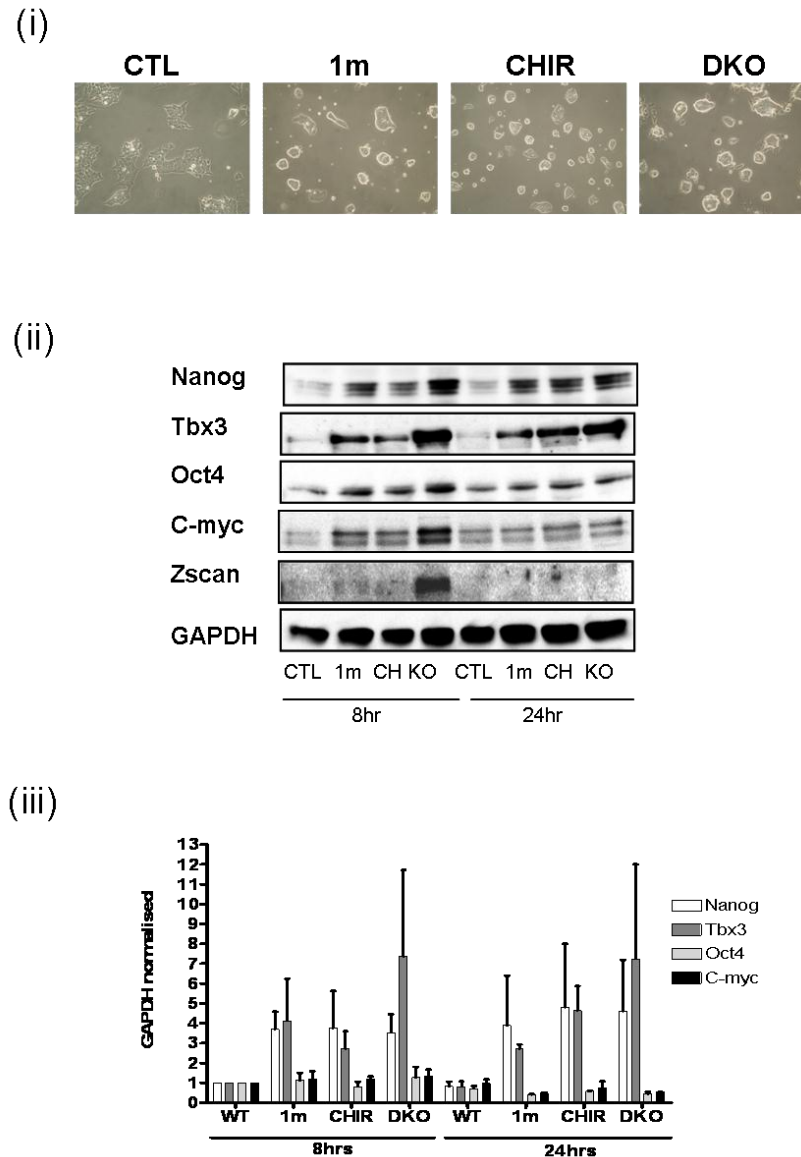 (i)
CTL 1m CHIR DKO
(ii)
Nanog
Tbx3
Oct4
C-myc
Zscan
GAPDH
CTL 1m CH KO CTL 1m CH KO
8hr 24hr
(iii)
GAPDH normalised
13
12
11
10
9
8
7
6
5
4
3
2
1
0
WT 1m CHIR DKO WT 1m CHIR DKO
8hrs 24hrs
Nanog
Tbx3
Oct4
C-myc